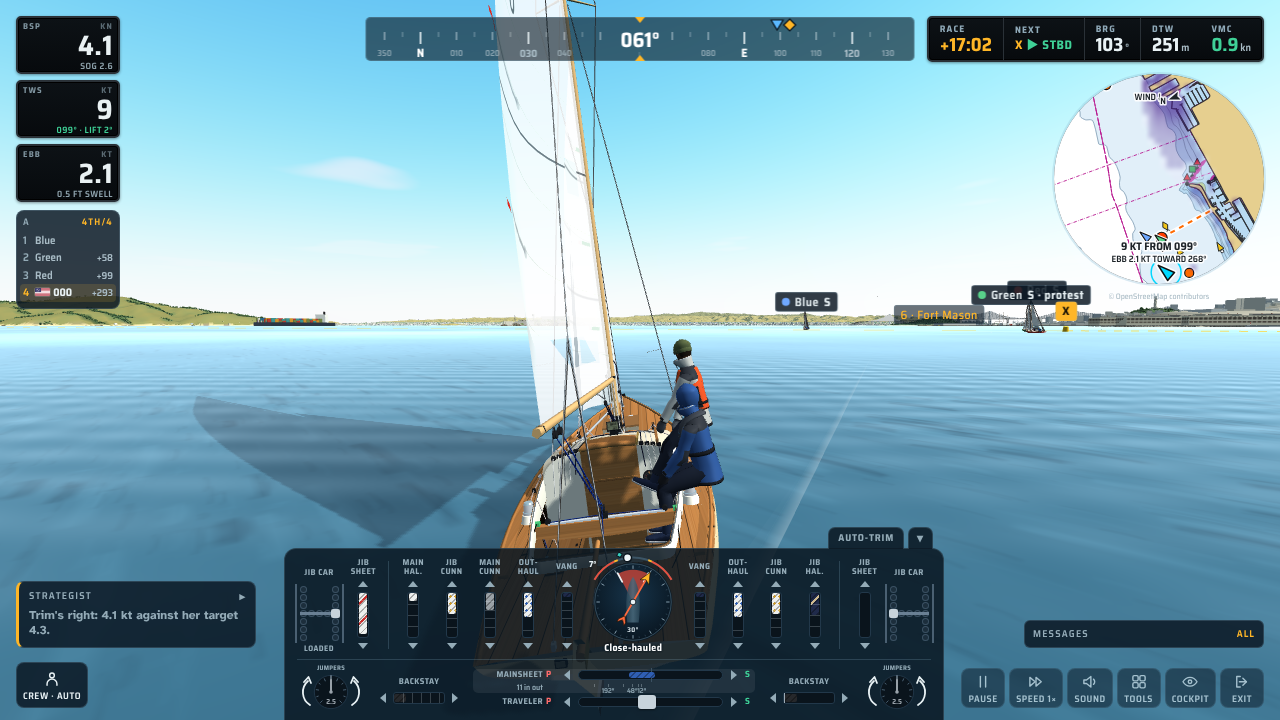 BSP KN
4.1
SOG 2.6
TWS KT
9
099° · LIFT 2°
EBB KT
2.1
0.5 FT SWELL
A 4TH/4
1 Blue
2 Green +58
3 Red +99
4 000 +293
350 N 010 020 030 040 061° 080 E 100 110 120 130
RACE
+17:02
NEXT
X ▶ STBD
BRG
103°
DTW
251 m
VMC
0.9 kn
WIND
N
9 KT FROM 099°
EBB 2.1 KT TOWARD 268°
© OpenStreetMap contributors
Blue S
Green S · protest
6 · Fort Mason
X
STRATEGIST ▶
Trim's right: 4.1 kt against her target
4.3.
CREW · AUTO
AUTO-TRIM ▼
JIB CAR
LOADED
JIB SHEET
MAIN HAL.
JIB CUNN
MAIN CUNN
OUT-HAUL
VANG
7°
30°
Close-hauled
VANG
OUT-HAUL
JIB CUNN
JIB HAL.
JIB SHEET
JIB CAR
JUMPERS
2.5
BACKSTAY
MAINSHEET P S
11 in out
192° 48°12°
TRAVELER P S
BACKSTAY
JUMPERS
2.5
MESSAGES ALL
PAUSE
SPEED 1×
SOUND
TOOLS
COCKPIT
EXIT